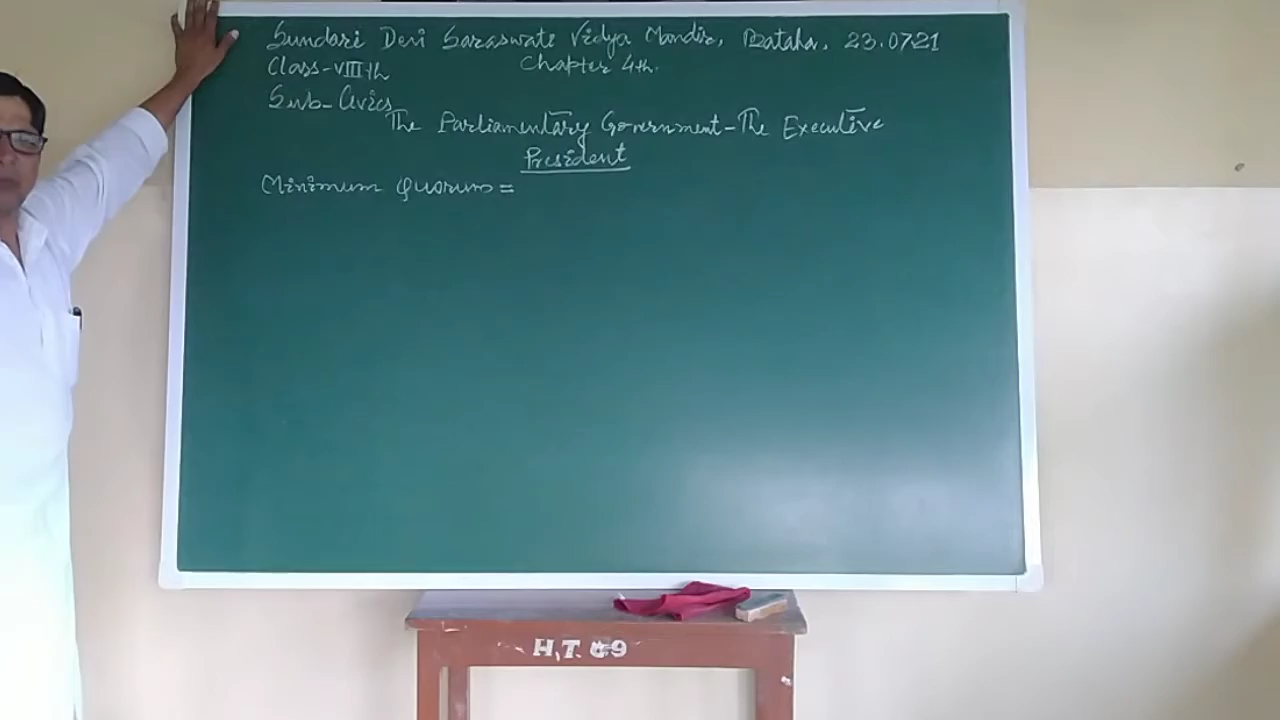 Sundari Devi Saraswati Vidya Mandir, Bataha, 23.07.21
Class-VIIIth
Chapter 4th.
Sub-Civics
The Parliamentary Government-The Executive
President
Minimum Quorum =
H.T.